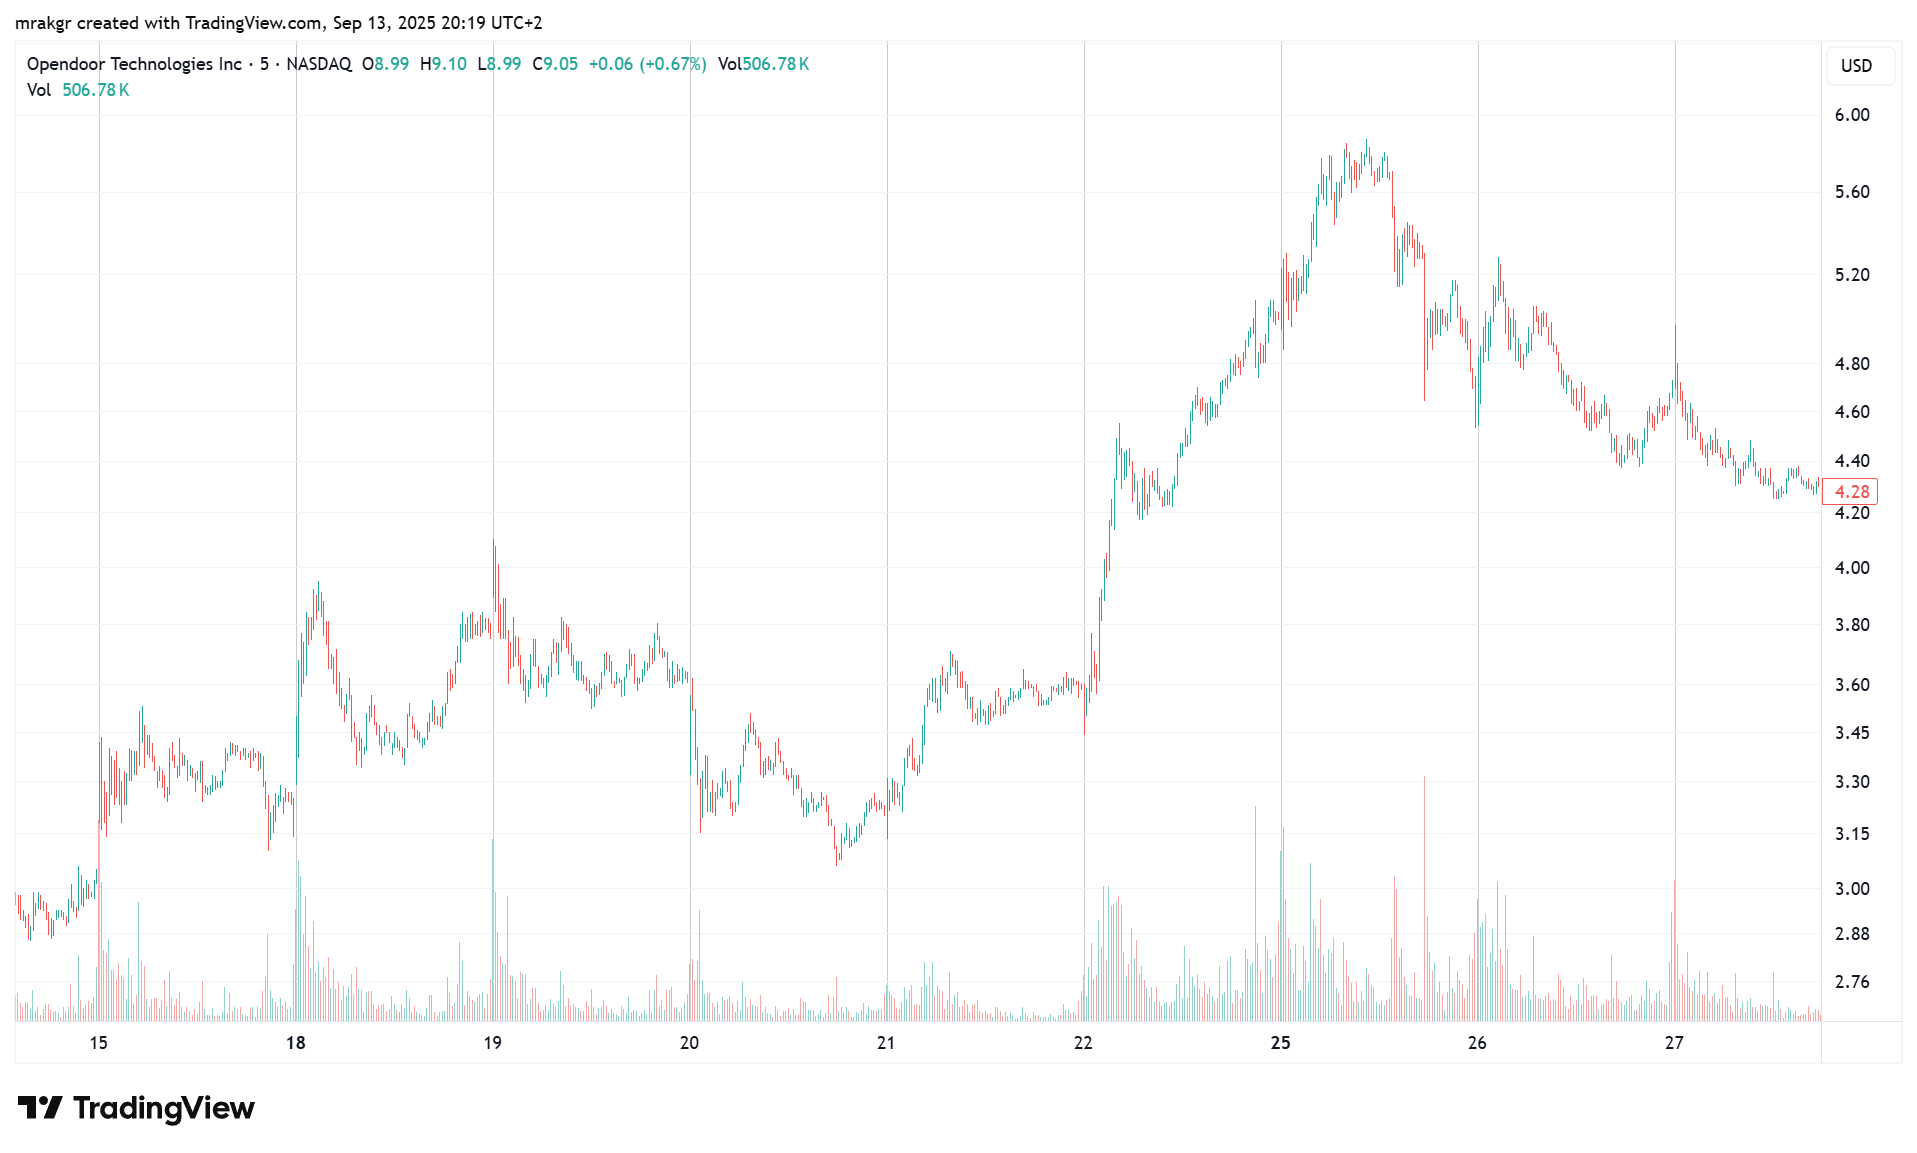 mrakgr created with TradingView.com, Sep 13, 2025 20:19 UTC+2
Opendoor Technologies Inc · 5 · NASDAQ O8.99 H9.10 L8.99 C9.05 +0.06 (+0.67%) Vol506.78K
Vol 506.78K
USD
6.00
5.60
5.20
4.80
4.60
4.40
4.28
4.20
4.00
3.80
3.60
3.45
3.30
3.15
3.00
2.88
2.76
15 18 19 20 21 22 25 26 27
TradingView